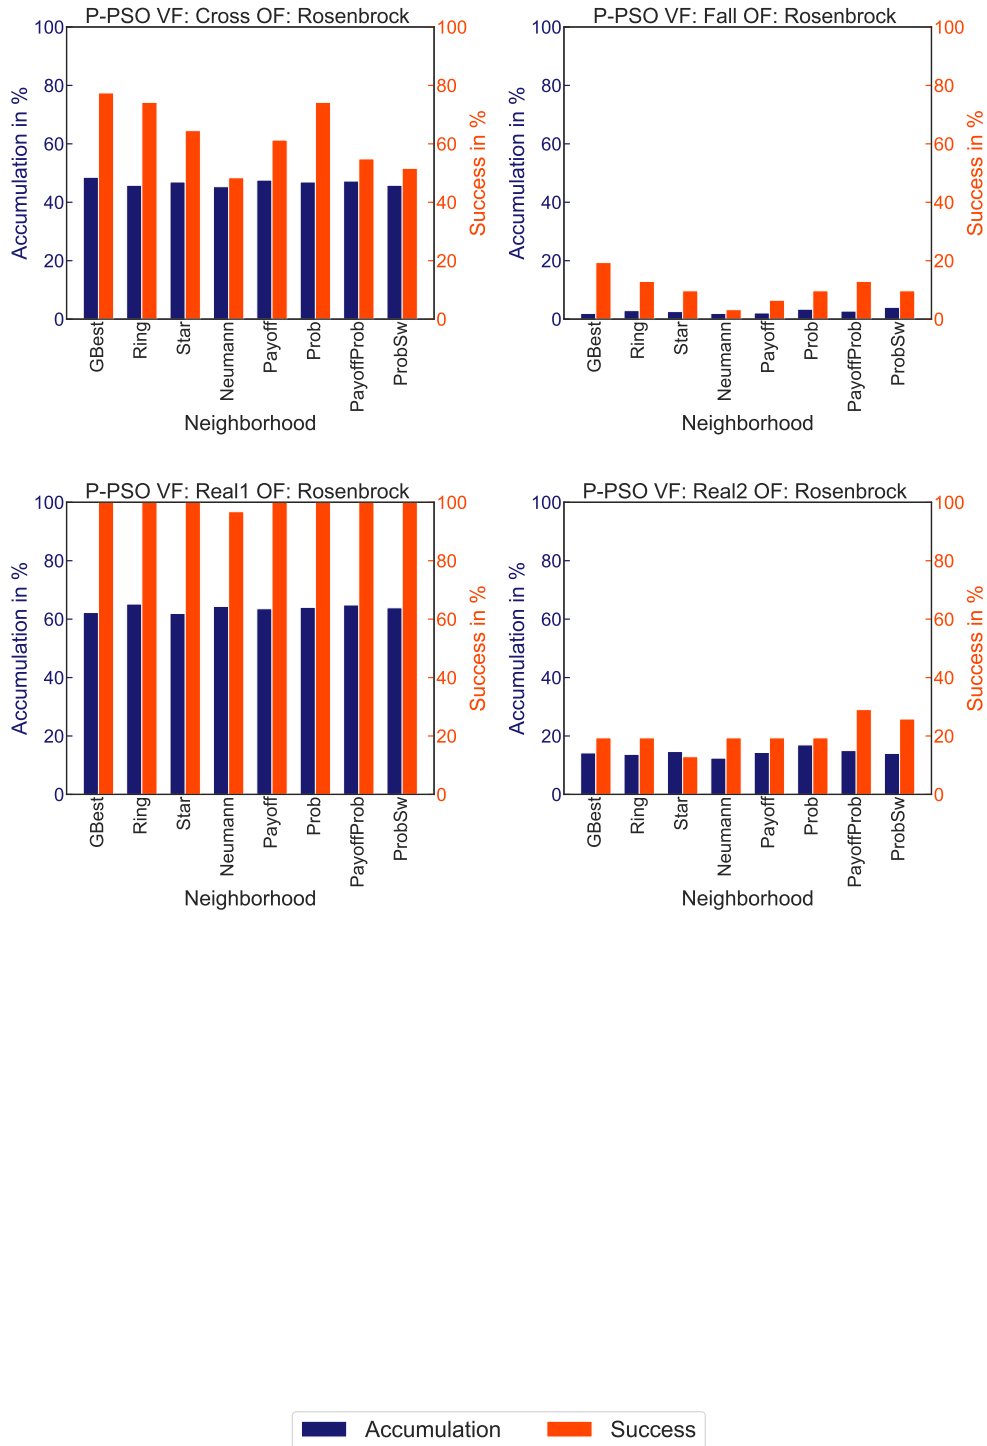 P-PSO VF: Cross OF: Rosenbrock
100
80
60
40
20
0
Accumulation in %
100
80
60
40
20
0
Success in %
GBest
Ring
Star
Neumann
Payoff
Prob
PayoffProb
ProbSw
Neighborhood
P-PSO VF: Fall OF: Rosenbrock
100
80
60
40
20
0
Accumulation in %
100
80
60
40
20
0
Success in %
GBest
Ring
Star
Neumann
Payoff
Prob
PayoffProb
ProbSw
Neighborhood
P-PSO VF: Real1 OF: Rosenbrock
100
80
60
40
20
0
Accumulation in %
100
80
60
40
20
0
Success in %
GBest
Ring
Star
Neumann
Payoff
Prob
PayoffProb
ProbSw
Neighborhood
P-PSO VF: Real2 OF: Rosenbrock
100
80
60
40
20
0
Accumulation in %
100
80
60
40
20
0
Success in %
GBest
Ring
Star
Neumann
Payoff
Prob
PayoffProb
ProbSw
Neighborhood
Accumulation
Success